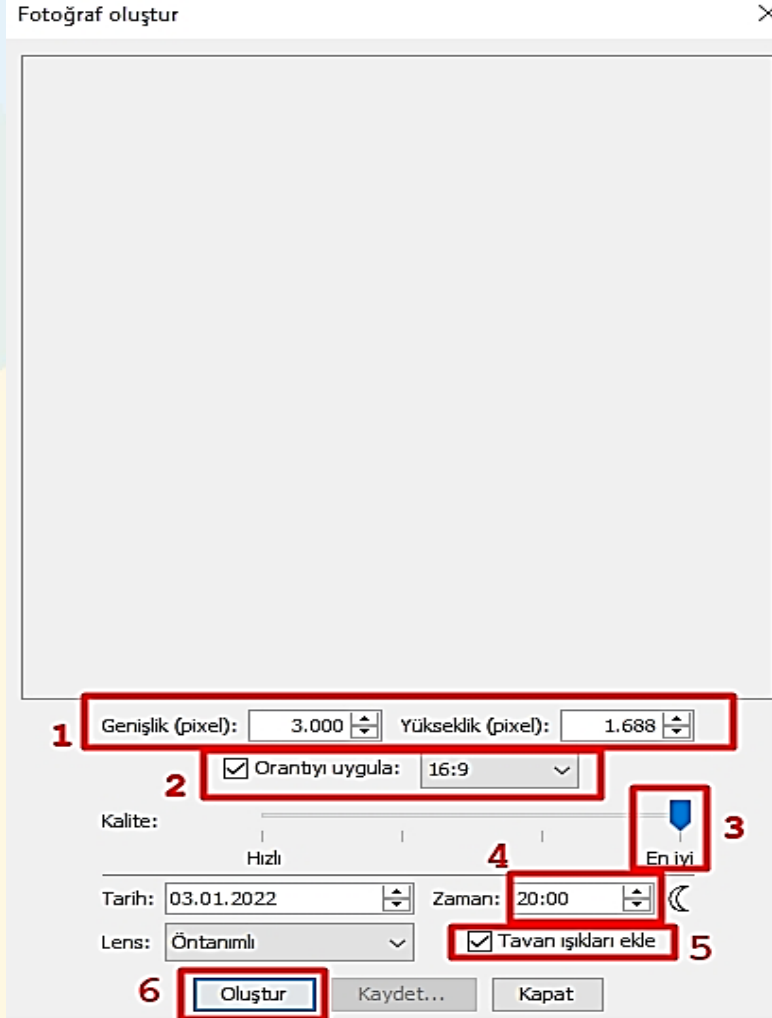 Fotoğraf oluştur
1 Genişlik (pixel): 3.000 Yükseklik (pixel): 1.688
2 Orantıyı uygula: 16:9
Kalite: 3
Hızlı 4 En iyi
Tarih: 03.01.2022 Zaman: 20:00
Lens: Öntanımlı Tavan ışıkları ekle 5
6 Oluştur Kaydet... Kapat